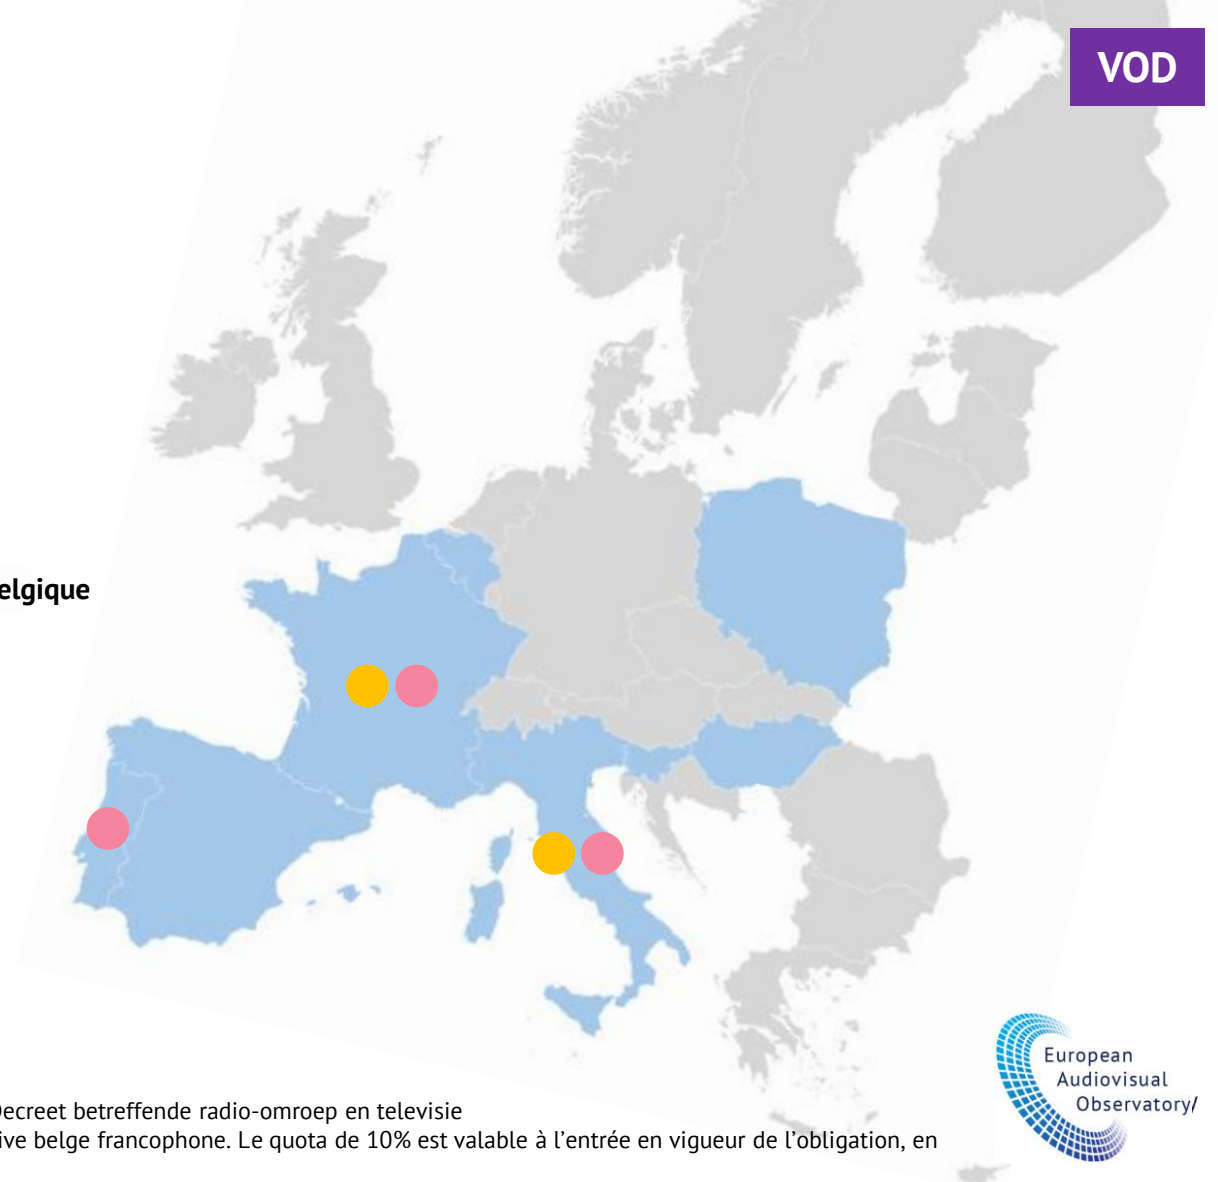 VOD
elgique
Decreet betreffende radio-omroep en televisie
ive belge francophone. Le quota de 10% est valable à l’entrée en vigueur de l’obligation, en
European
Audiovisual
Observatory/